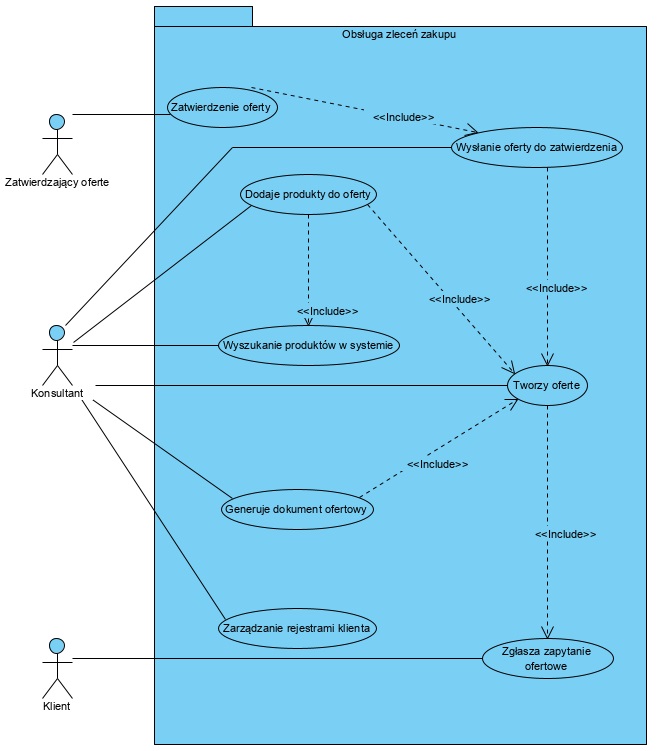 Obsługa zleceń zakupu
Zatwierdzenie oferty
<<Include>>
Wysłanie oferty do zatwierdzenia
Zatwierdzający oferte
Dodaje produkty do oferty
<<Include>>
<<Include>>
<<Include>>
Wyszukanie produktów w systemie
Konsultant
Tworzy oferte
<<Include>>
Generuje dokument ofertowy
<<Include>>
Zarządzanie rejestrami klienta
Zgłasza zapytanie
ofertowe
Klient